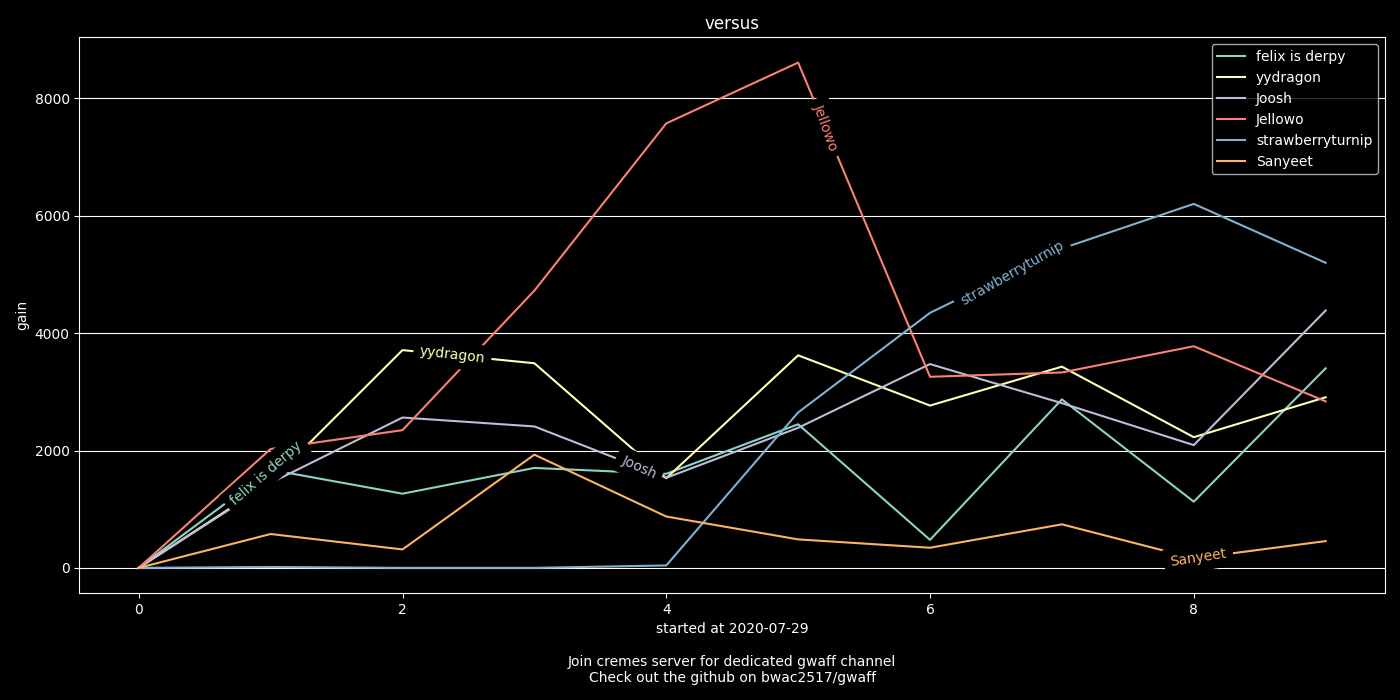 versus
felix is derpy
yydragon
Joosh
Jellowo
strawberryturnip
Sanyeet
8000
6000
4000
2000
0
gain
Jellowo
strawberryturnip
yydragon
felix is derpy
Joosh
Sanyeet
0 2 4 6 8
started at 2020-07-29
Join cremes server for dedicated gwaff channel
Check out the github on bwac2517/gwaff